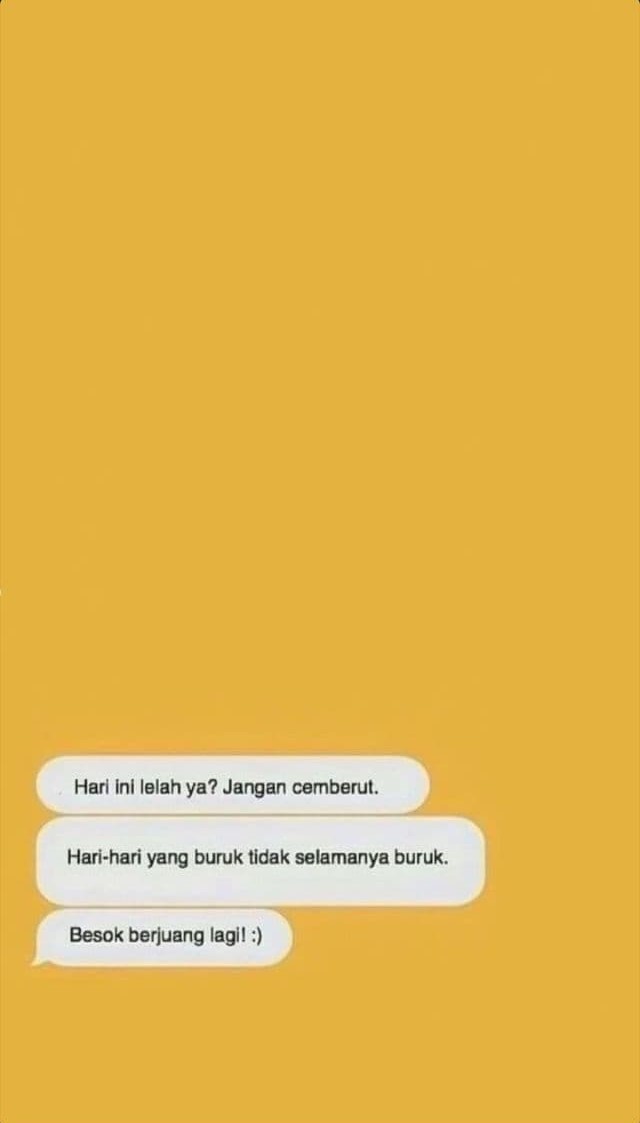 Hari ini lelah ya? Jangan cemberut.
Hari-hari yang buruk tidak selamanya buruk.
Besok berjuang lagi! :)